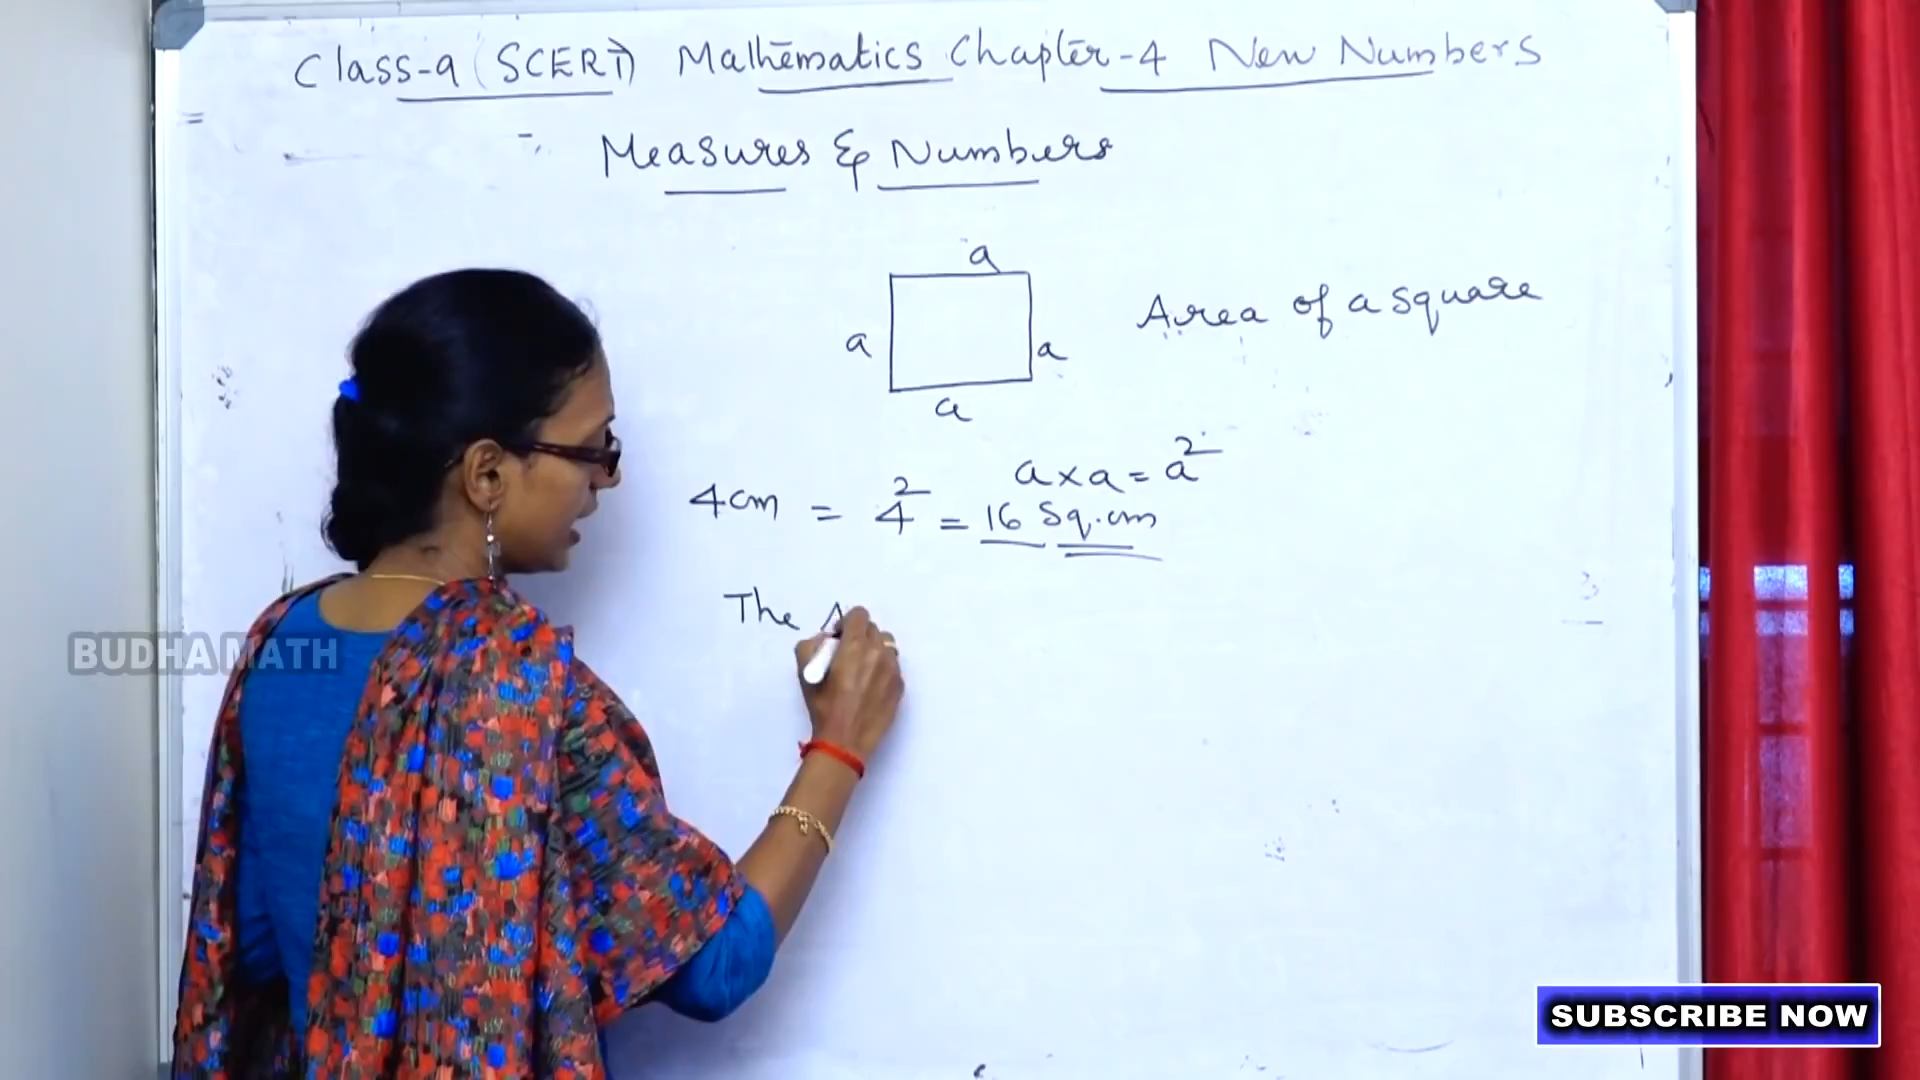 Class-9 (SCERT) Mathematics Chapter-4 New Numbers
Measures & Numbers
a
a
a
a
Area of a square
a x a = a²
4cm = 4² = 16 Sq.cm
The
BUDHA MATH
SUBSCRIBE NOW